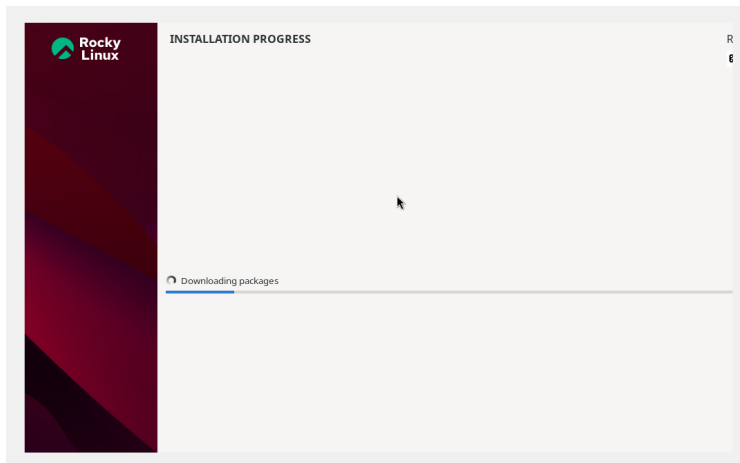 Rocky
Linux
INSTALLATION PROGRESS
R
Downloading packages